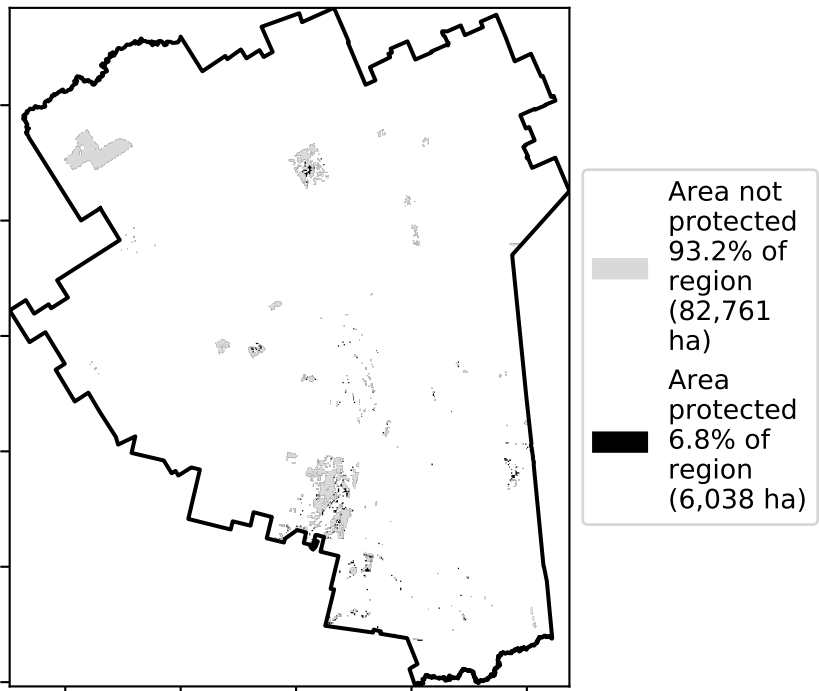 Area not
protected
93.2% of
region
(82,761
ha)
Area
protected
6.8% of
region
(6,038 ha)